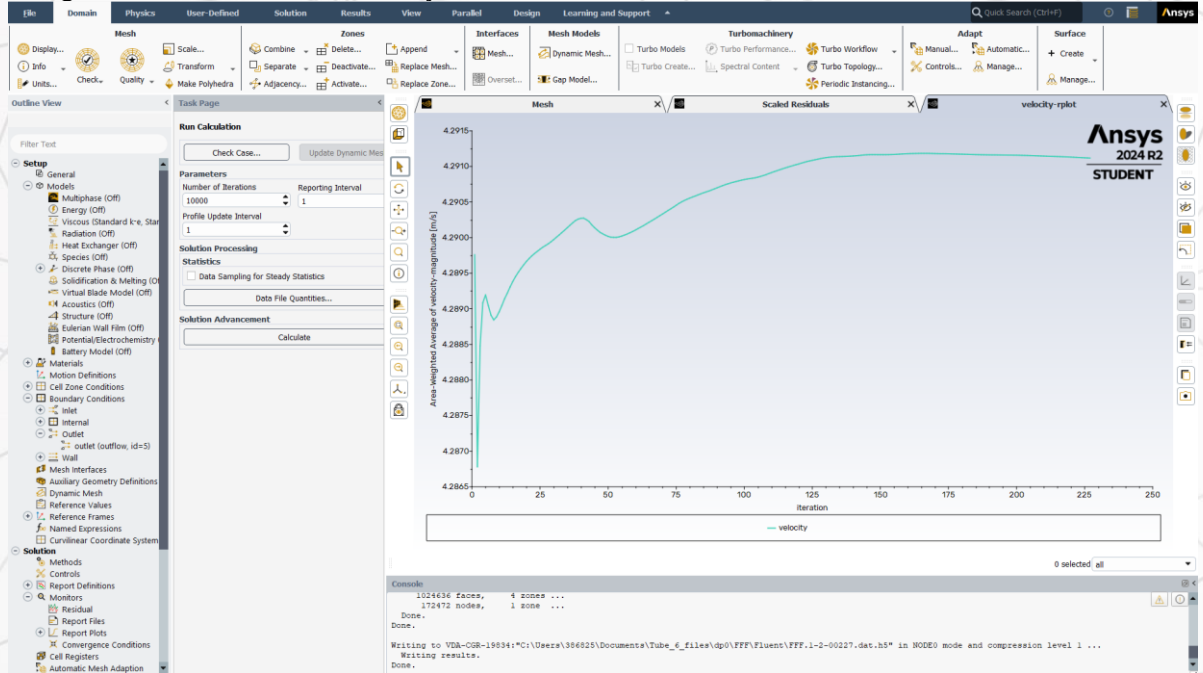 File Domain Physics User-Defined Solution Results View Parallel Design Learning and Support Quick Search (Ctrl+F) Ansys
Mesh Zones Interfaces Mesh Models Turbomachinery Adapt Surface
Display... Scale... Combine Delete... Append Mesh... Dynamic Mesh... Turbo Models Turbo Performance... Turbo Workflow Manual... Automatic... + Create
Info Check Quality Transform Separate Deactivate... Replace Mesh... Turbo Create... Spectral Content Turbo Topology... Controls... Manage...
Units... Make Polyhedra Adjacency... Activate... Replace Zone... Overset... Gap Model... Periodic Instancing... Manage...
Outline View
Filter Text
Setup
General
Models
Multiphase (Off)
Energy (Off)
Viscous (Standard k-e, Star
Radiation (Off)
Heat Exchanger (Off)
Species (Off)
Discrete Phase (Off)
Solidification & Melting (Of
Virtual Blade Model (Off)
Acoustics (Off)
Structure (Off)
Eulerian Wall Film (Off)
Potential/Electrochemistry (
Battery Model (Off)
Materials
Motion Definitions
Cell Zone Conditions
Boundary Conditions
Inlet
Internal
Outlet
outlet (outflow, id=5)
Wall
Mesh Interfaces
Auxiliary Geometry Definitions
Dynamic Mesh
Reference Values
Reference Frames
Named Expressions
Curvilinear Coordinate System
Solution
Methods
Controls
Report Definitions
Monitors
Residual
Report Files
Report Plots
Convergence Conditions
Cell Registers
Automatic Mesh Adaption
Task Page
Run Calculation
Check Case... Update Dynamic Mes
Parameters
Number of Iterations Reporting Interval
10000 1
Profile Update Interval
1
Solution Processing
Statistics
Data Sampling for Steady Statistics
Data File Quantities...
Solution Advancement
Calculate
Mesh Scaled Residuals velocity-rplot
Ansys
2024 R2
STUDENT
Area-Weighted Average of velocity-magnitude [m/s]
4.2915
4.2910
4.2905
4.2900
4.2895
4.2890
4.2885
4.2880
4.2875
4.2870
4.2865
0 25 50 75 100 125 150 175 200 225 250
iteration
velocity
0 selected all
Console
1024636 faces, 4 zones ...
172472 nodes, 1 zone ...
Done.
Done.
Writing to VDA-CGR-19834:"C:\Users\386825\Documents\Tube_6_files\dp0\FFF\Fluent\FFF.1-2-00227.dat.h5" in NODE0 mode and compression level 1 ...
Writing results.
Done.